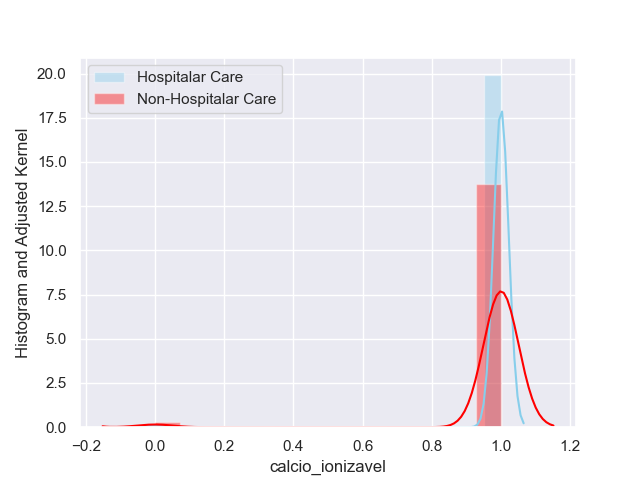 Hospitalar Care
Non-Hospitalar Care
Histogram and Adjusted Kernel
20.0
17.5
15.0
12.5
10.0
7.5
5.0
2.5
0.0
−0.2 0.0 0.2 0.4 0.6 0.8 1.0 1.2
calcio_ionizavel